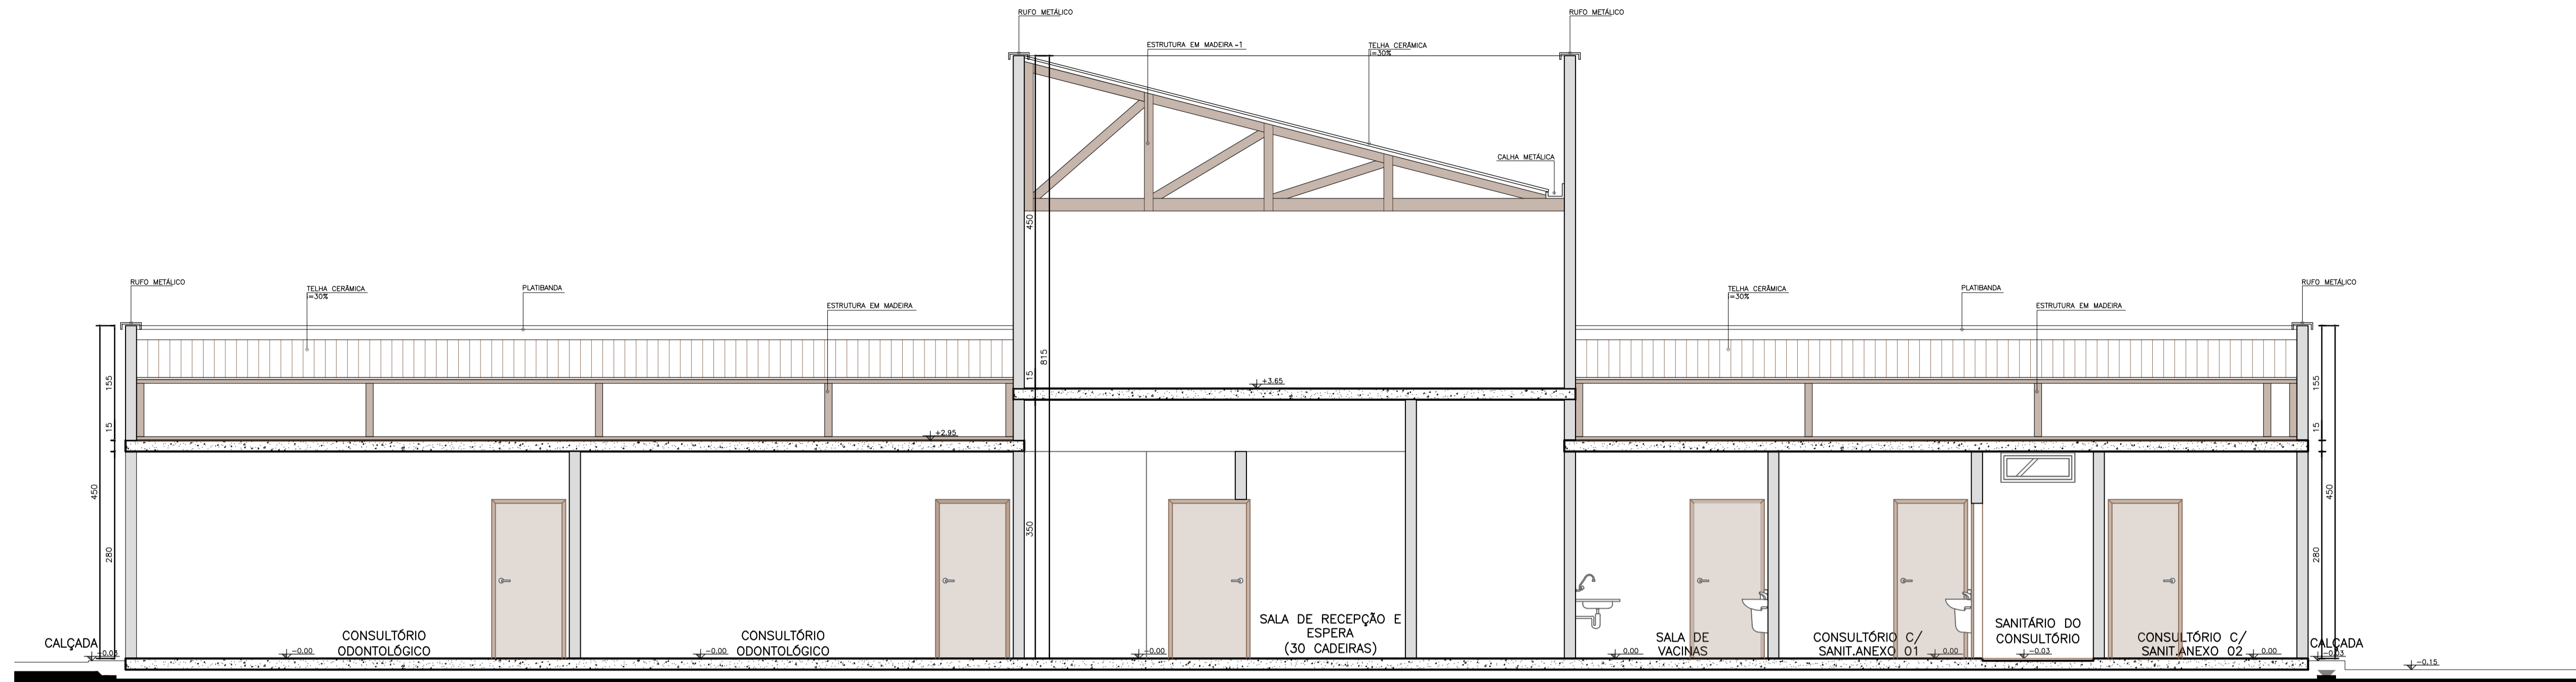 RUFO METÁLICO
RUFO METÁLICO
ESTRUTURA EM MADEIRA-1
TELHA CERÂMICA
i=30%
CALHA METÁLICA
450
RUFO METÁLICO
TELHA CERÂMICA
i=30%
PLATIBANDA
ESTRUTURA EM MADEIRA
TELHA CERÂMICA
i=30%
PLATIBANDA
ESTRUTURA EM MADEIRA
RUFO METÁLICO
155
15
450
280
15
815
+3.65
+2.95
350
155
15
450
280
CALÇADA
-0.03
CONSULTÓRIO
ODONTOLÓGICO
-0.00
CONSULTÓRIO
ODONTOLÓGICO
-0.00
SALA DE RECEPÇÃO E
ESPERA
(30 CADEIRAS)
-0.00
SALA DE
VACINAS
0.00
CONSULTÓRIO C/
SANIT.ANEXO 01
0.00
SANITÁRIO DO
CONSULTÓRIO
-0.03
CONSULTÓRIO C/
SANIT.ANEXO 02
0.00
CALÇADA
-0.03
-0.15